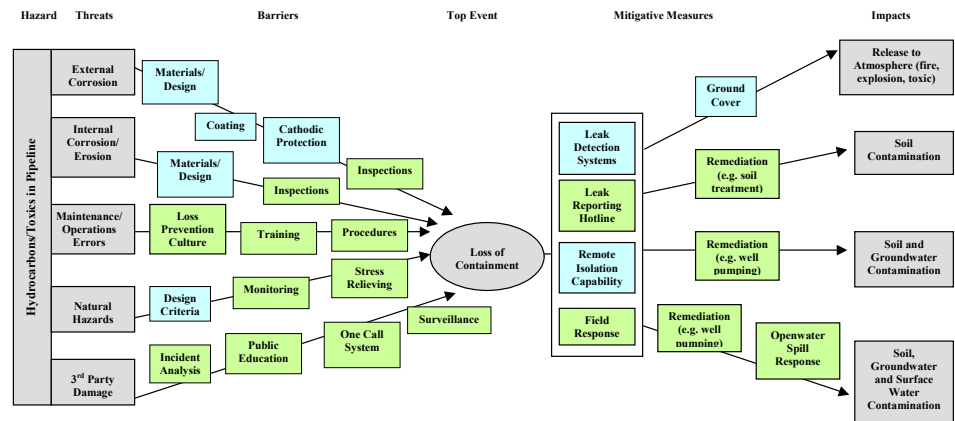 Hazard Threats Barriers Top Event Mitigative Measures Impacts
Hydrocarbons/Toxics in Pipeline
External
Corrosion
Internal
Corrosion/
Erosion
Maintenance/
Operations
Errors
Natural
Hazards
3rd Party
Damage
Materials/
Design
Coating
Cathodic
Protection
Inspections
Materials/
Design
Inspections
Loss
Prevention
Culture
Training
Procedures
Design
Criteria
Monitoring
Stress
Relieving
Incident
Analysis
Public
Education
One Call
System
Surveillance
Loss of
Containment
Leak
Detection
Systems
Leak
Reporting
Hotline
Remote
Isolation
Capability
Field
Response
Ground
Cover
Remediation
(e.g. soil
treatment)
Remediation
(e.g. well
pumping)
Remediation
(e.g. well
pumping)
Openwater
Spill
Response
Release to
Atmosphere (fire,
explosion, toxic)
Soil
Contamination
Soil and
Groundwater
Contamination
Soil,
Groundwater
and Surface
Water
Contamination